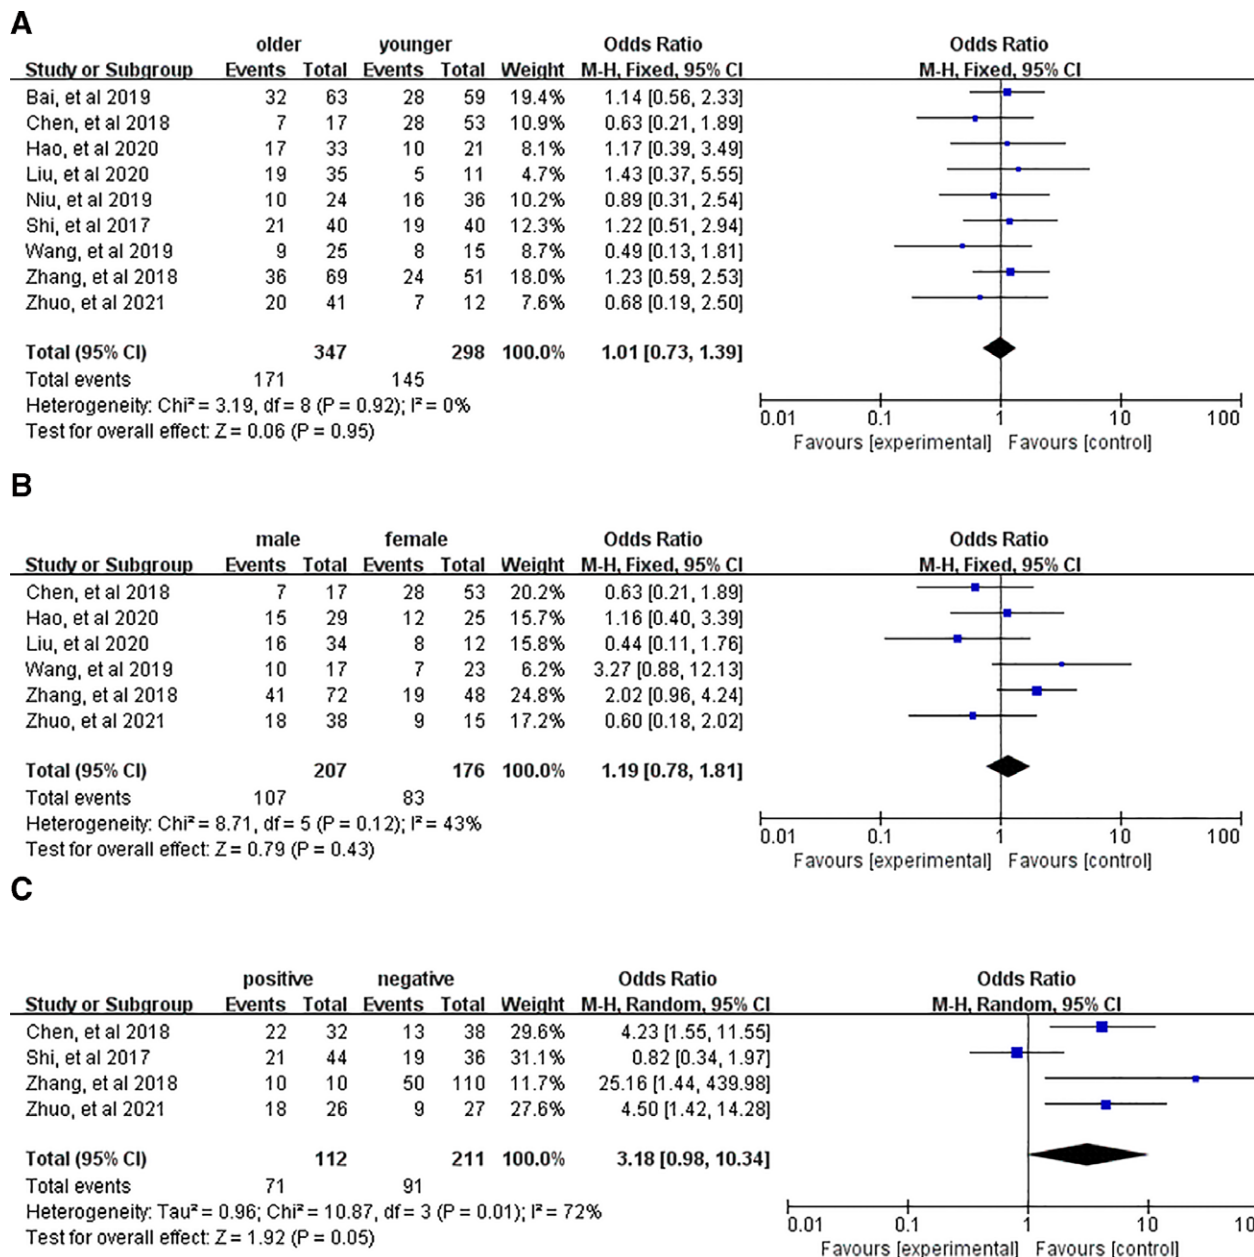 A
older younger Odds Ratio Odds Ratio
Study or Subgroup Events Total Events Total Weight M-H, Fixed, 95% CI M-H, Fixed, 95% CI
Bai, et al 2019 32 63 28 59 19.4% 1.14 [0.56, 2.33]
Chen, et al 2018 7 17 28 53 10.9% 0.63 [0.21, 1.89]
Hao, et al 2020 17 33 10 21 8.1% 1.17 [0.39, 3.49]
Liu, et al 2020 19 35 5 11 4.7% 1.43 [0.37, 5.55]
Niu, et al 2019 10 24 16 36 10.2% 0.89 [0.31, 2.54]
Shi, et al 2017 21 40 19 40 12.3% 1.22 [0.51, 2.94]
Wang, et al 2019 9 25 8 15 8.7% 0.49 [0.13, 1.81]
Zhang, et al 2018 36 69 24 51 18.0% 1.23 [0.59, 2.53]
Zhuo, et al 2021 20 41 7 12 7.6% 0.68 [0.19, 2.50]
Total (95% CI) 347 298 100.0% 1.01 [0.73, 1.39]
Total events 171 145
Heterogeneity: Chi² = 3.19, df = 8 (P = 0.92); I² = 0%
Test for overall effect: Z = 0.06 (P = 0.95)
0.01 0.1 1 10 100
Favours [experimental] Favours [control]
B
male female Odds Ratio Odds Ratio
Study or Subgroup Events Total Events Total Weight M-H, Fixed, 95% CI M-H, Fixed, 95% CI
Chen, et al 2018 7 17 28 53 20.2% 0.63 [0.21, 1.89]
Hao, et al 2020 15 29 12 25 15.7% 1.16 [0.40, 3.39]
Liu, et al 2020 16 34 8 12 15.8% 0.44 [0.11, 1.76]
Wang, et al 2019 10 17 7 23 6.2% 3.27 [0.88, 12.13]
Zhang, et al 2018 41 72 19 48 24.8% 2.02 [0.96, 4.24]
Zhuo, et al 2021 18 38 9 15 17.2% 0.60 [0.18, 2.02]
Total (95% CI) 207 176 100.0% 1.19 [0.78, 1.81]
Total events 107 83
Heterogeneity: Chi² = 8.71, df = 5 (P = 0.12); I² = 43%
Test for overall effect: Z = 0.79 (P = 0.43)
0.01 0.1 1 10 100
Favours [experimental] Favours [control]
C
positive negative Odds Ratio Odds Ratio
Study or Subgroup Events Total Events Total Weight M-H, Random, 95% CI M-H, Random, 95% CI
Chen, et al 2018 22 32 13 38 29.6% 4.23 [1.55, 11.55]
Shi, et al 2017 21 44 19 36 31.1% 0.82 [0.34, 1.97]
Zhang, et al 2018 10 10 50 110 11.7% 25.16 [1.44, 439.98]
Zhuo, et al 2021 18 26 9 27 27.6% 4.50 [1.42, 14.28]
Total (95% CI) 112 211 100.0% 3.18 [0.98, 10.34]
Total events 71 91
Heterogeneity: Tau² = 0.96; Chi² = 10.87, df = 3 (P = 0.01); I² = 72%
Test for overall effect: Z = 1.92 (P = 0.05)
0.01 0.1 1 10
Favours [experimental] Favours [control]